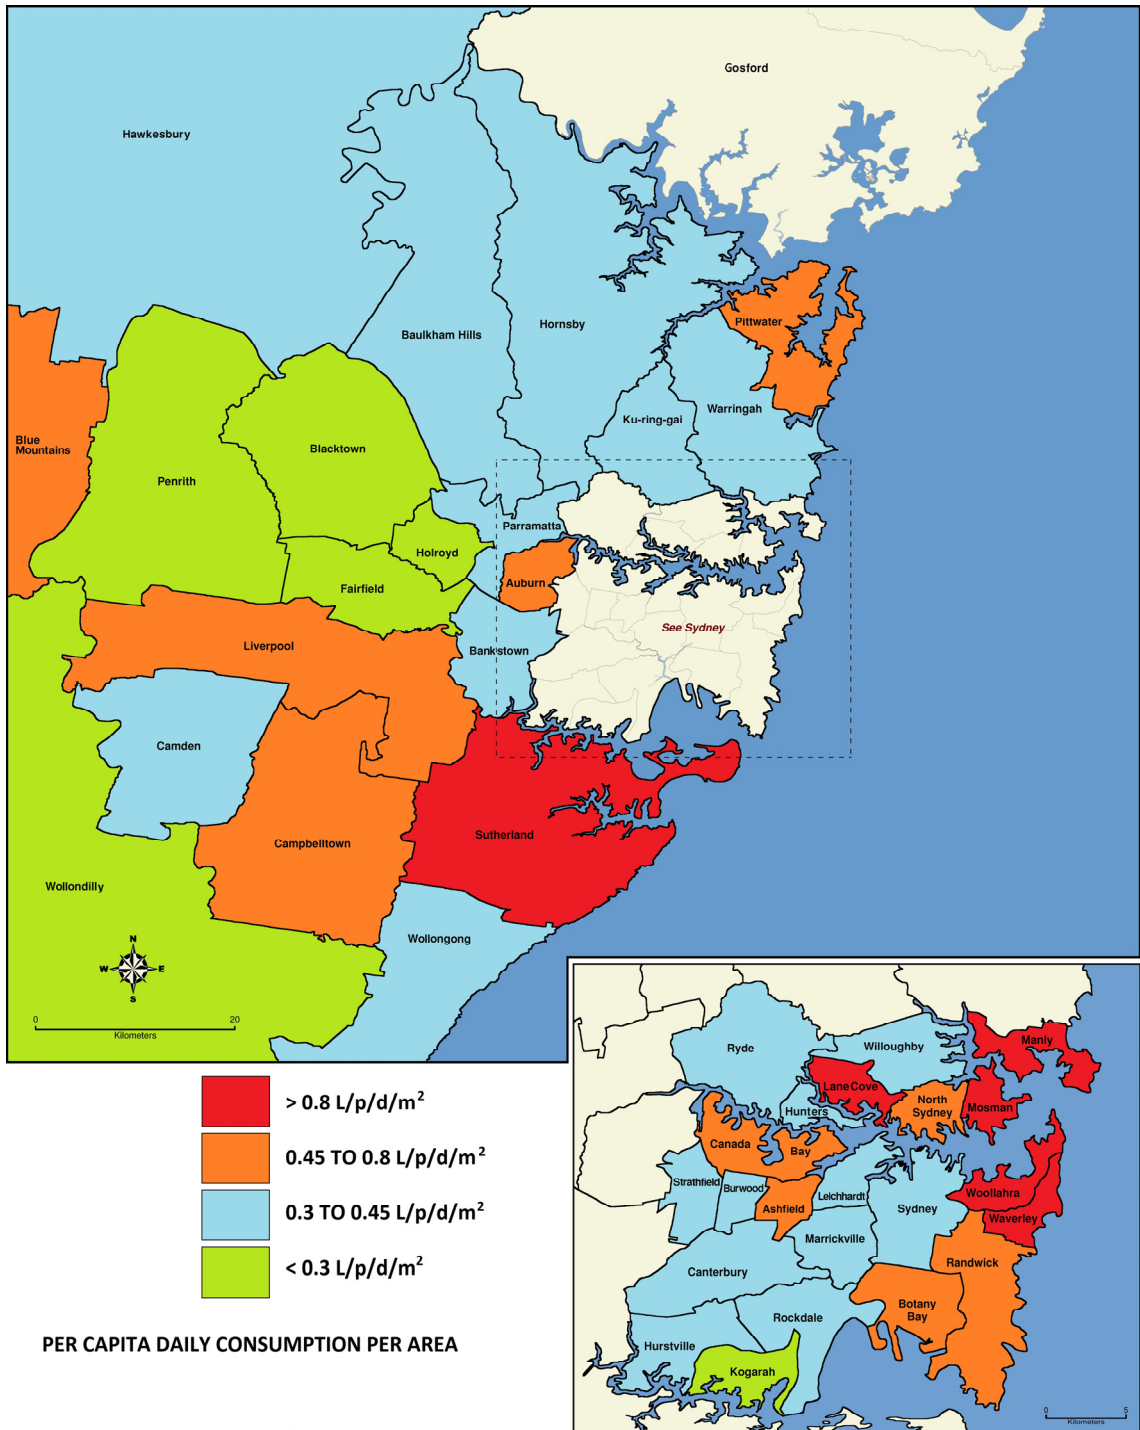 Gosford
Hawkesbury
Baulkham Hills
Hornsby
Pittwater
Ku-ring-gai
Warringah
Blue
Mountains
Penrith
Blacktown
Parramatta
Holroyd
Auburn
Fairfield
Liverpool
Bankstown
See Sydney
Camden
Sutherland
Campbelltown
Wollondilly
Wollongong
N
W E
S
0 20
Kilometers
Ryde
Willoughby
Manly
Lane Cove
Hunters
North
Sydney
Mosman
Canada Bay
Strathfield
Burwood
Leichhardt
Ashfield
Sydney
Woollahra
Waverley
Marrickville
Randwick
Canterbury
Botany
Bay
Rockdale
Hurstville
Kogarah
0 5
Kilometers
> 0.8 L/p/d/m²
0.45 TO 0.8 L/p/d/m²
0.3 TO 0.45 L/p/d/m²
< 0.3 L/p/d/m²
PER CAPITA DAILY CONSUMPTION PER AREA